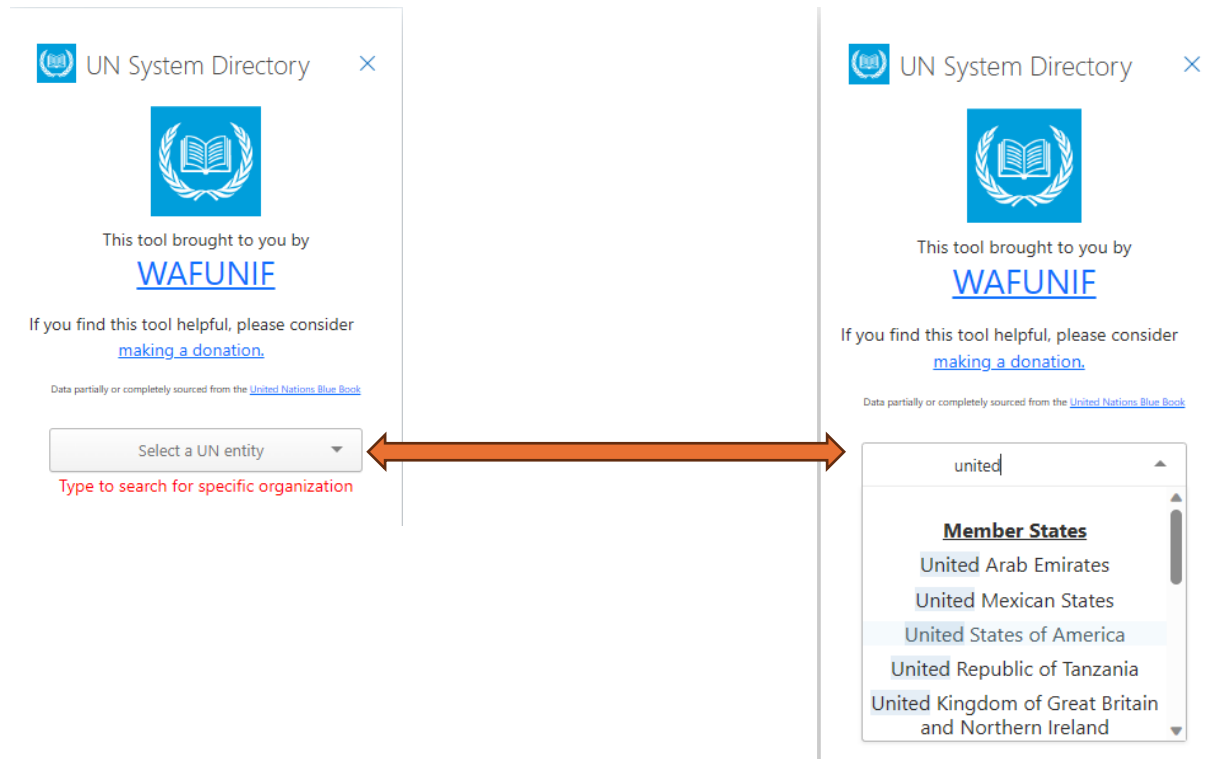 UN System Directory
This tool brought to you by
WAFUNIF
If you find this tool helpful, please consider
making a donation.
Data partially or completely sourced from the United Nations Blue Book
Select a UN entity
Type to search for specific organization
UN System Directory
This tool brought to you by
WAFUNIF
If you find this tool helpful, please consider
making a donation.
Data partially or completely sourced from the United Nations Blue Book
united
Member States
United Arab Emirates
United Mexican States
United States of America
United Republic of Tanzania
United Kingdom of Great Britain
and Northern Ireland